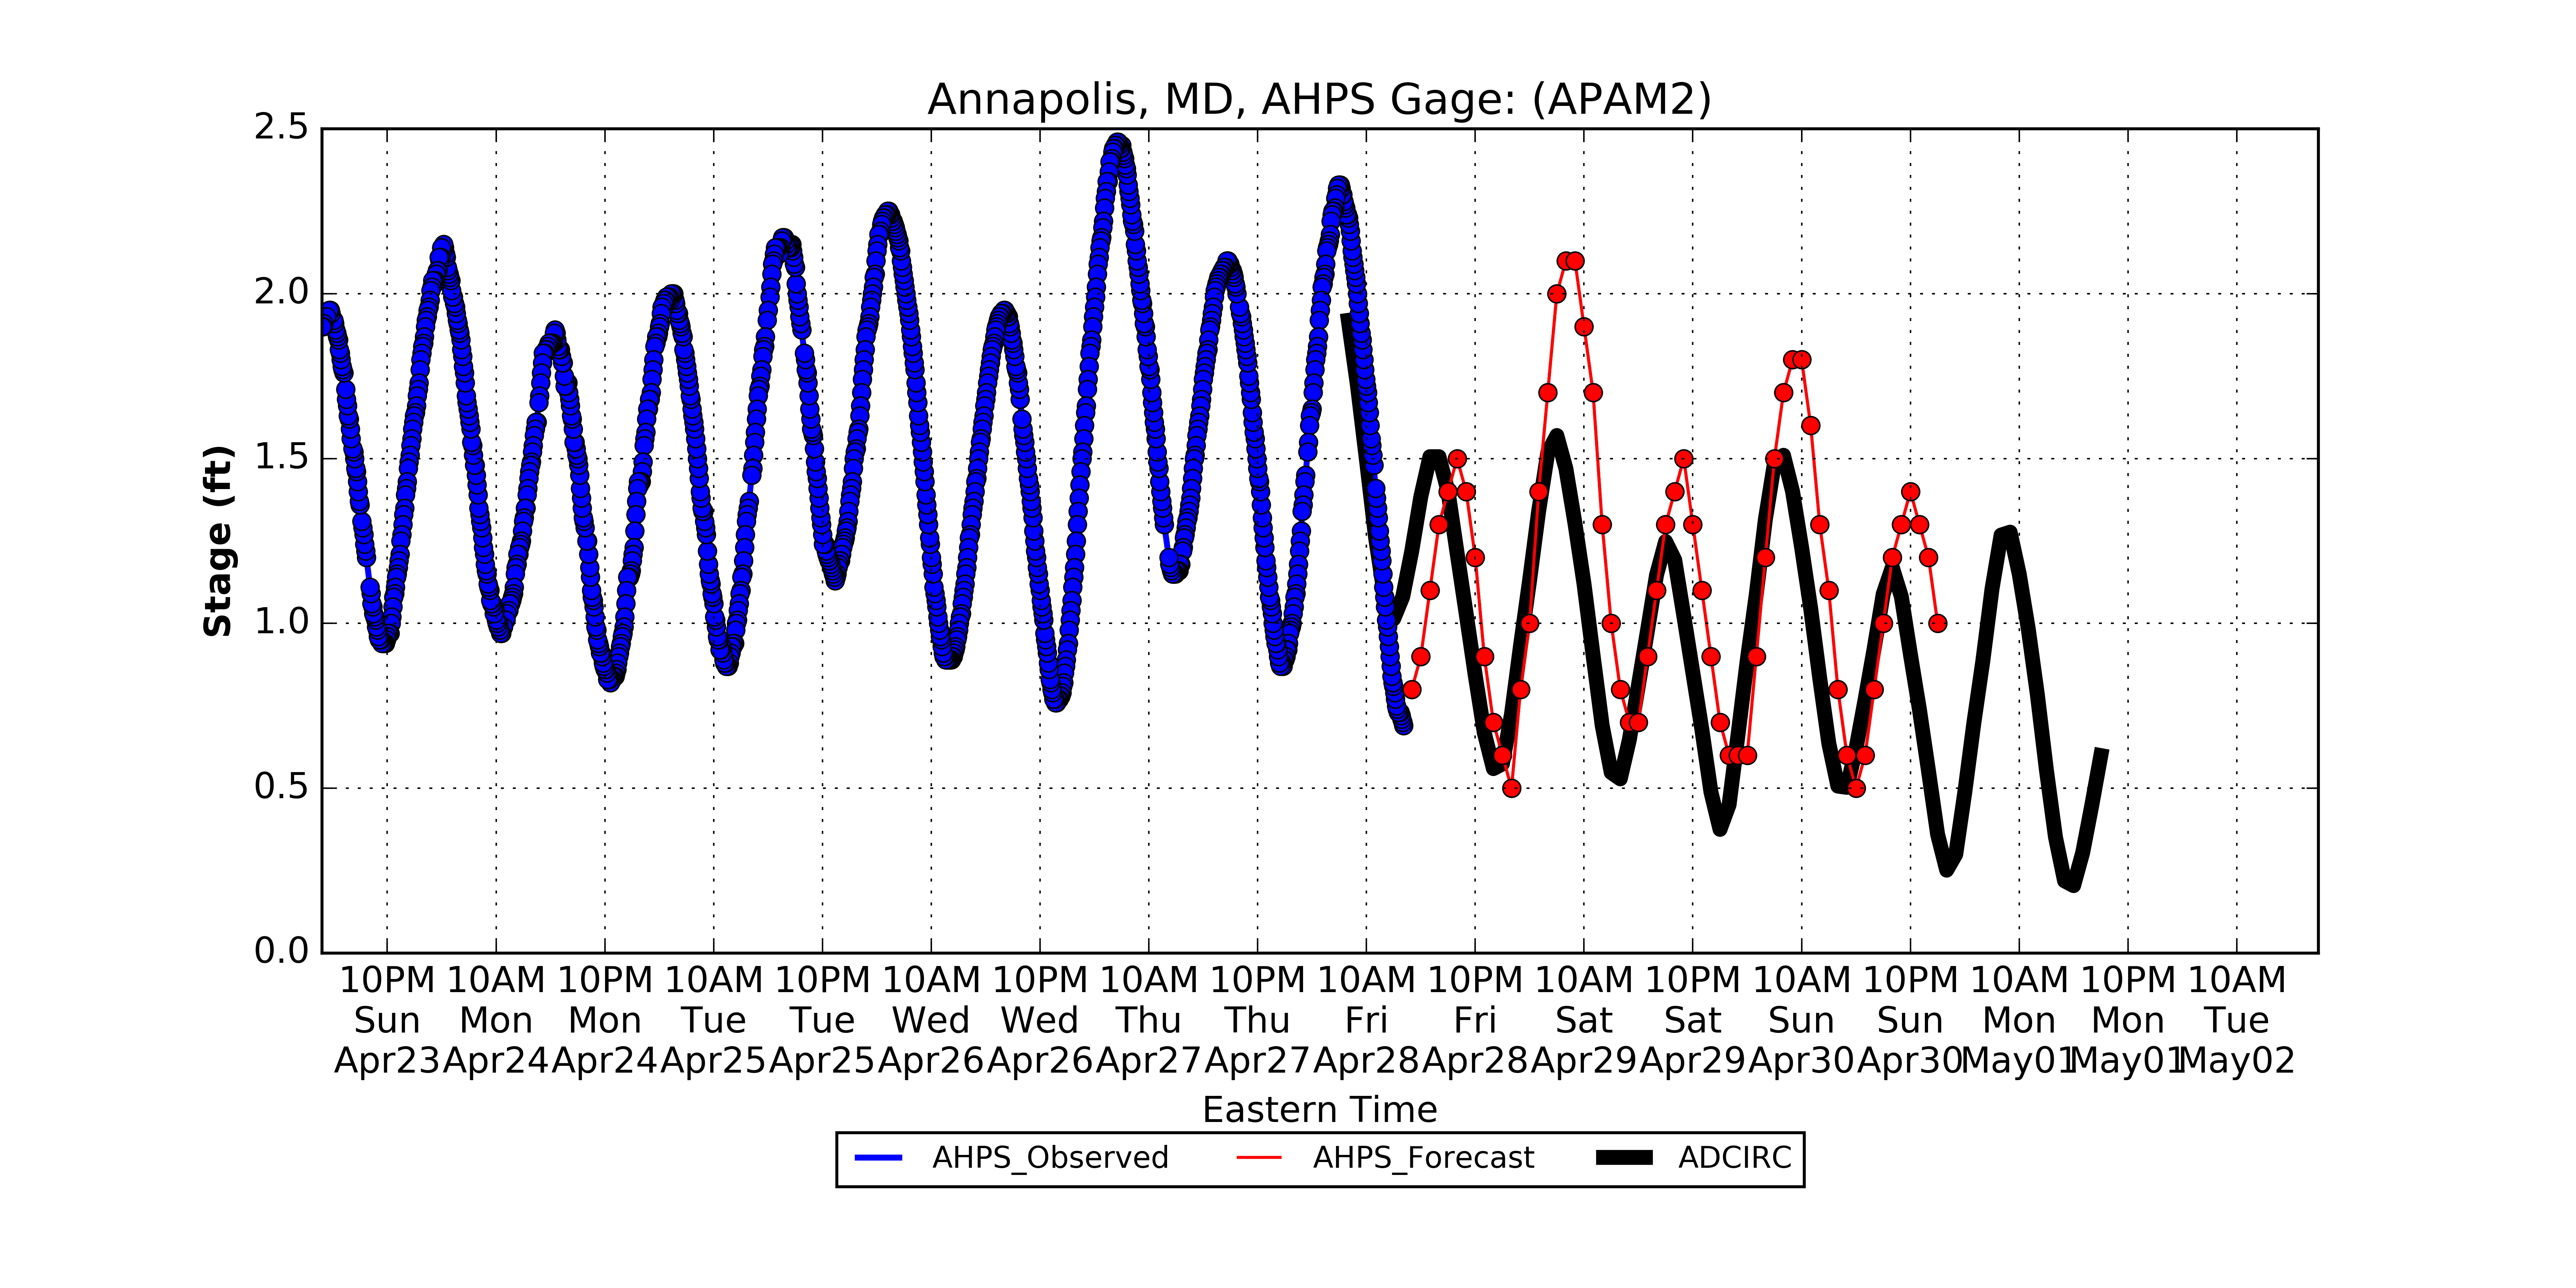 Annapolis, MD, AHPS Gage: (APAM2)
2.5
2.0
1.5
1.0
0.5
0.0
Stage (ft)
10PM 10AM 10PM 10AM 10PM 10AM 10PM 10AM 10PM 10AM 10PM 10AM 10PM 10AM 10PM 10AM 10PM 10AM
Sun Mon Mon Tue Tue Wed Wed Thu Thu Fri Fri Sat Sat Sun Sun Mon Mon Tue
Apr23 Apr24 Apr24 Apr25 Apr25 Apr26 Apr26 Apr27 Apr27 Apr28 Apr28 Apr29 Apr29 Apr30 Apr30 May01 May01 May02
Eastern Time
AHPS_Observed AHPS_Forecast ADCIRC